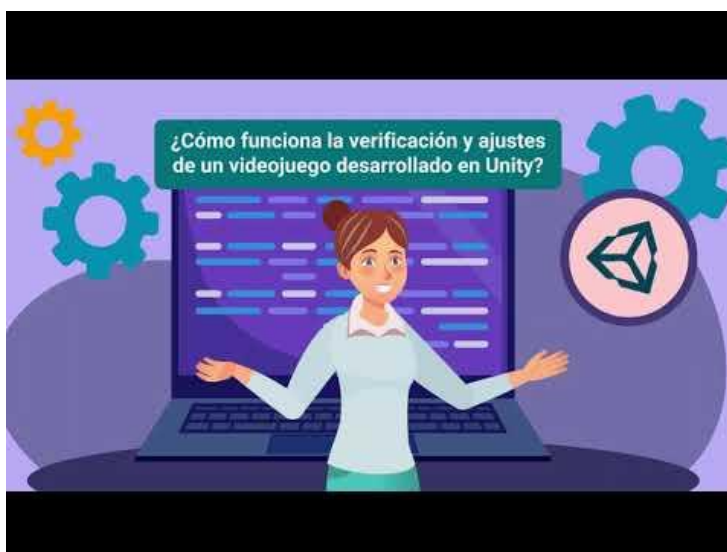 ¿Cómo funciona la verificación y ajustes
de un videojuego desarrollado en Unity?